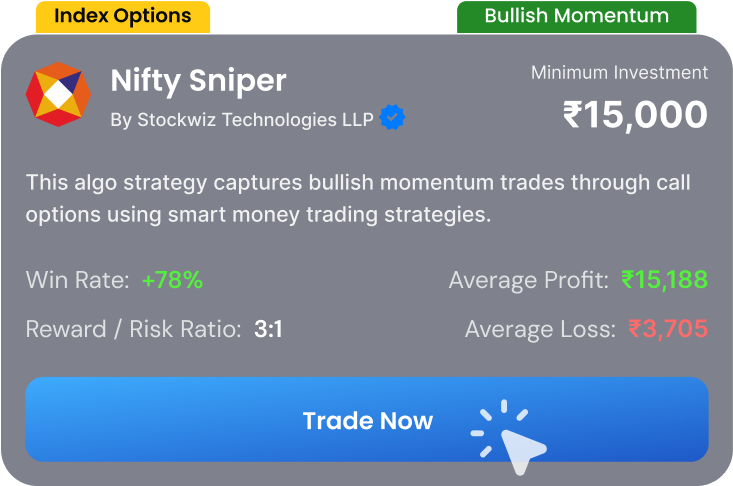 Index Options
Bullish Momentum
Nifty Sniper
By Stockwiz Technologies LLP
Minimum Investment
₹15,000
This algo strategy captures bullish momentum trades through call
options using smart money trading strategies.
Win Rate: +78%
Average Profit: ₹15,188
Reward / Risk Ratio: 3:1
Average Loss: ₹3,705
Trade Now